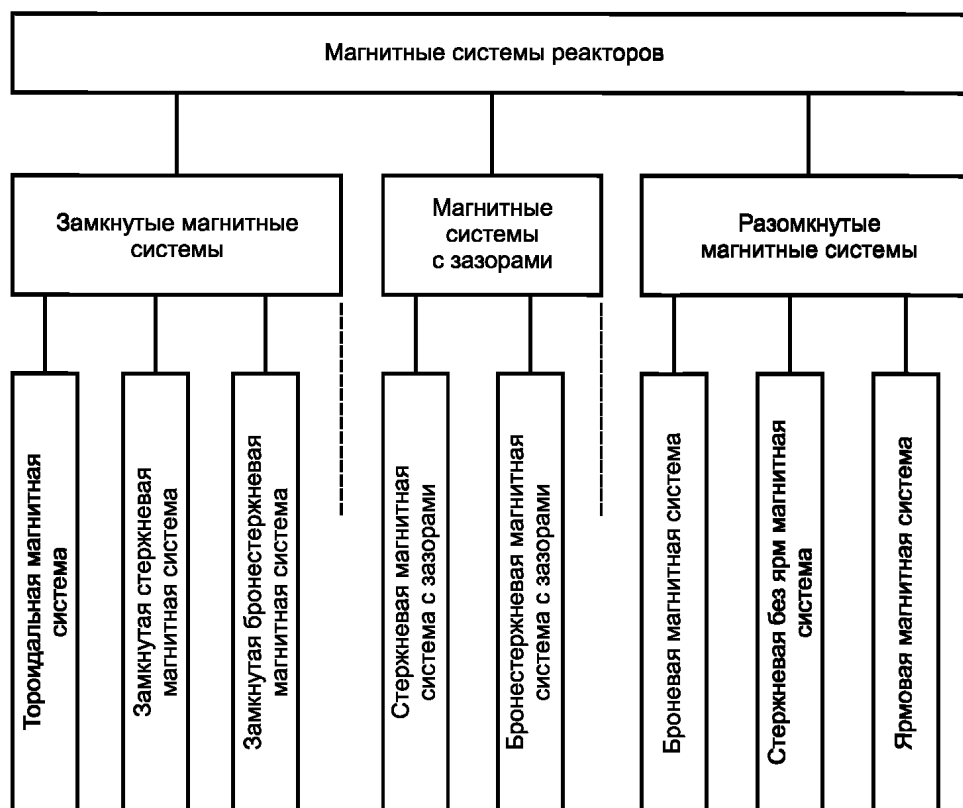 Магнитные системы реакторов
Замкнутые магнитные
системы
Магнитные
системы
с зазорами
Разомкнутые
магнитные системы
Тороидальная магнитная
система
Замкнутая стержневая
магнитная система
Замкнутая бронестержневая
магнитная система
Стержневая магнитная
система с зазорами
Бронестержневая магнитная
система с зазорами
Броневая магнитная система
Стержневая без ярм магнитная
система
Ярмовая магнитная система